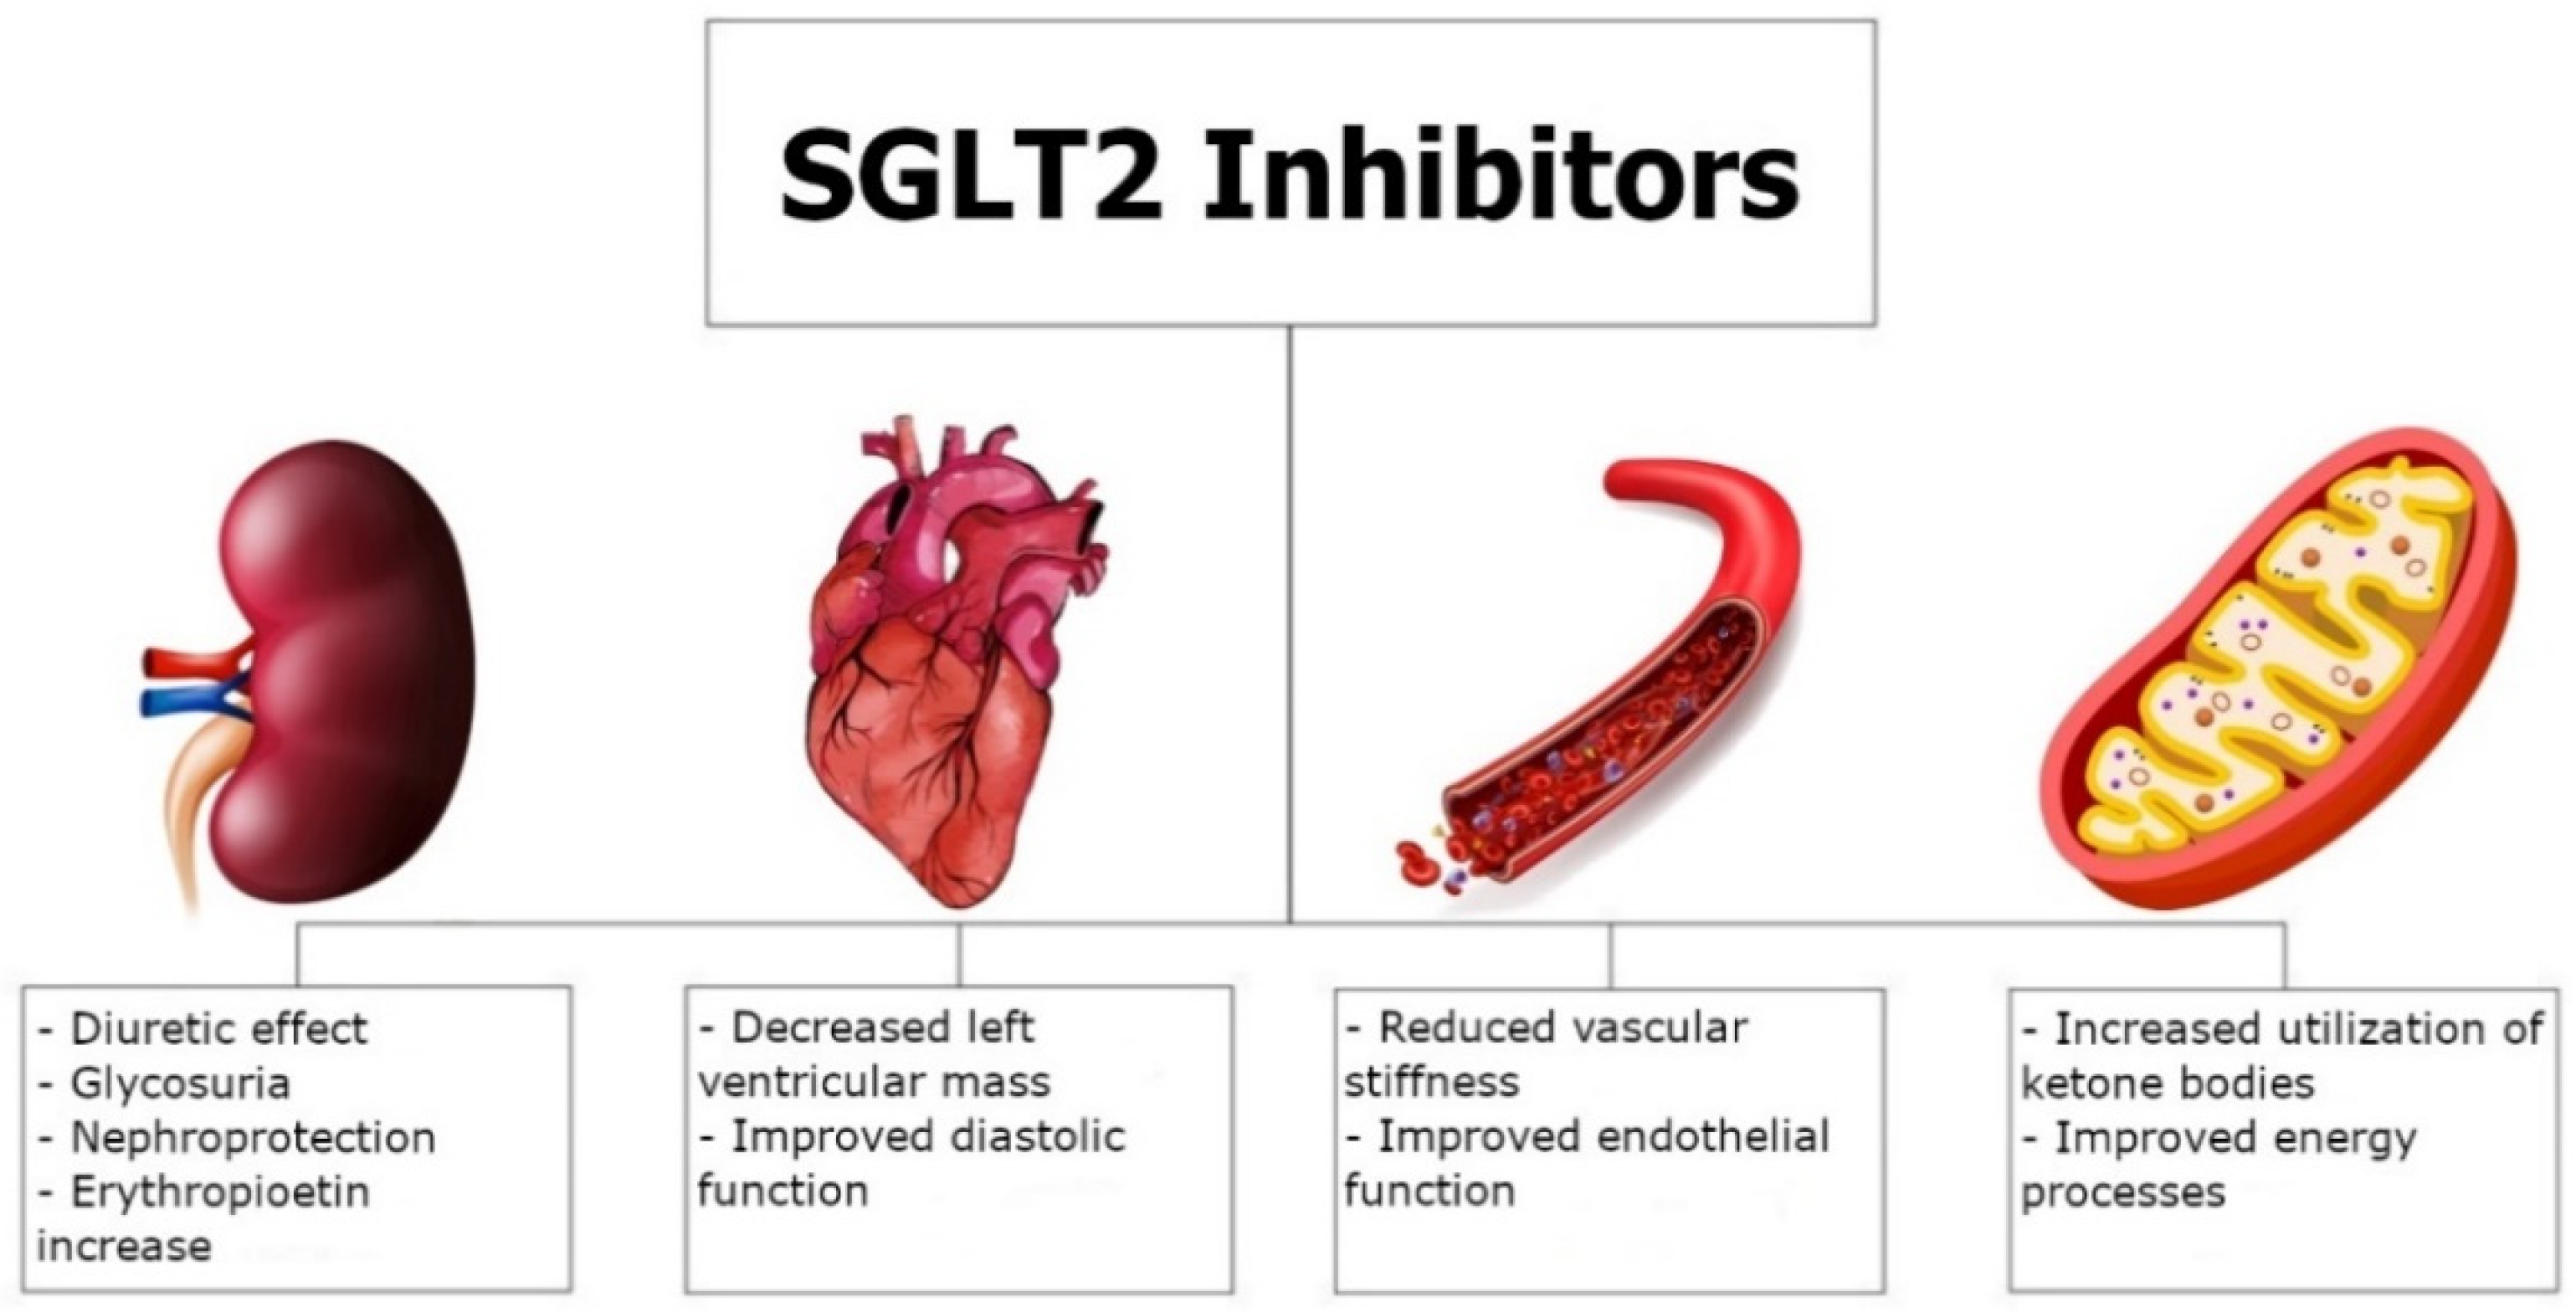 SGLT2 Inhibitors
- Diuretic effect
- Glycosuria
- Nephroprotection
- Erythropioetin
increase
- Decreased left
ventricular mass
- Improved diastolic
function
- Reduced vascular
stiffness
- Improved endothelial
function
- Increased utilization of
ketone bodies
- Improved energy
processes